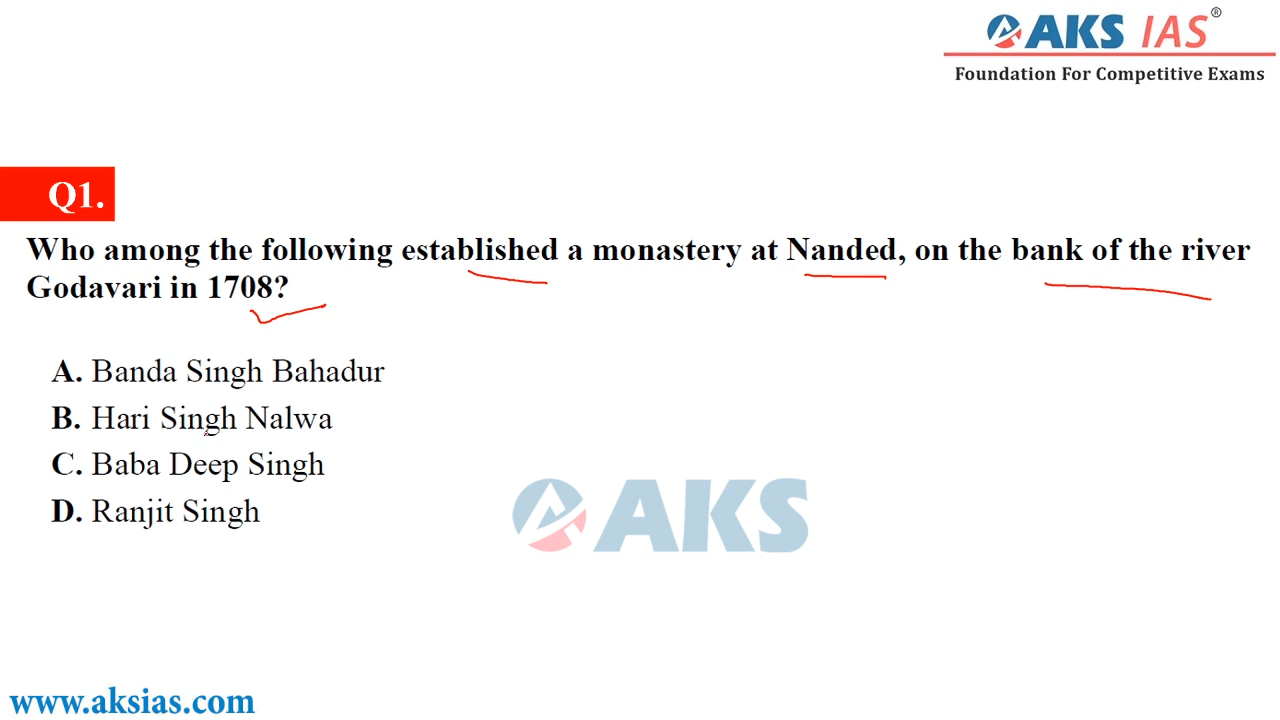 AKS IAS®
Foundation For Competitive Exams
Q1.
Who among the following established a monastery at Nanded, on the bank of the river
Godavari in 1708?
A. Banda Singh Bahadur
B. Hari Singh Nalwa
C. Baba Deep Singh
D. Ranjit Singh
AKS
www.aksias.com